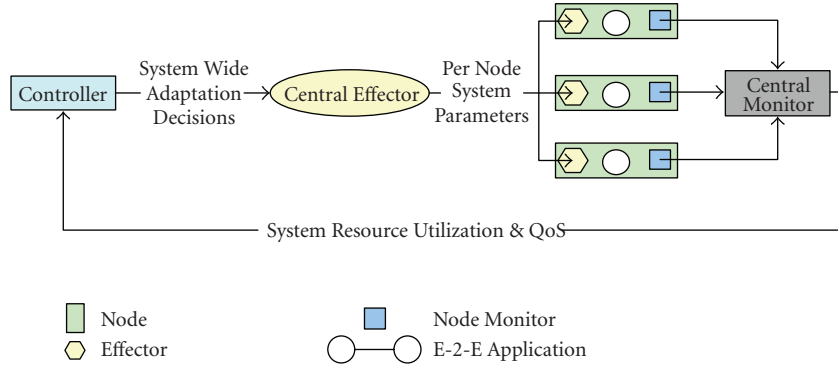 Controller
System Wide
Adaptation
Decisions
Central Effector
Per Node
System
Parameters
Central
Monitor
System Resource Utilization & QoS
Node
Effector
Node Monitor
E-2-E Application